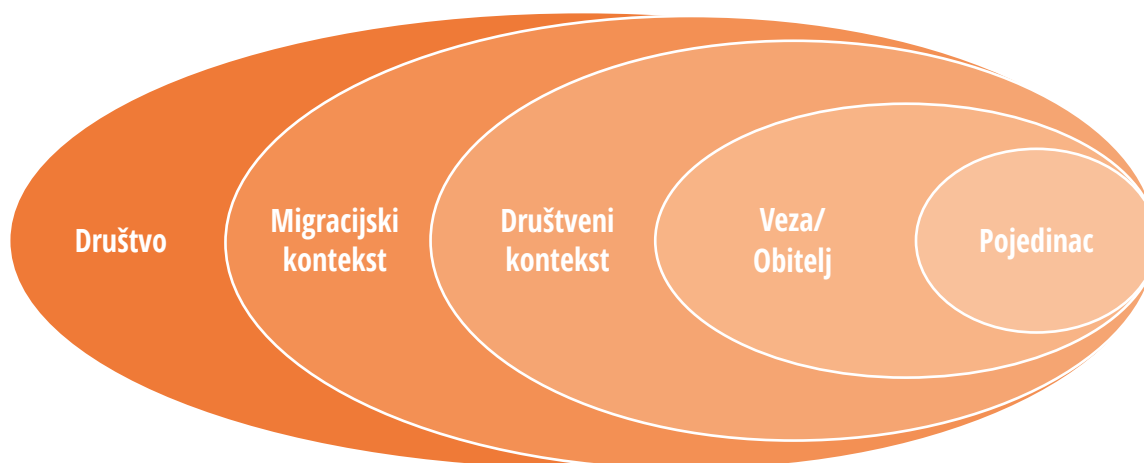 Društvo
Migracijski
kontekst
Društveni
kontekst
Veza/
Obitelj
Pojedinac